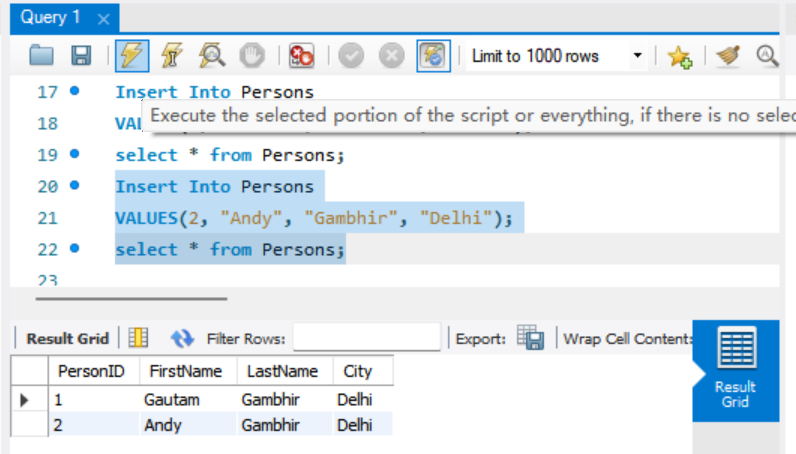 Query 1
Limit to 1000 rows
17 Insert Into Persons
Execute the selected portion of the script or everything, if there is no
18
19 select * from Persons;
20 Insert Into Persons
21 VALUES(2, "Andy", "Gambhir", "Delhi");
22 select * from Persons;
23
Result Grid Filter Rows: Export: Wrap Cell Content:
Result
Grid
PersonID FirstName LastName City
1 Gautam Gambhir Delhi
2 Andy Gambhir Delhi